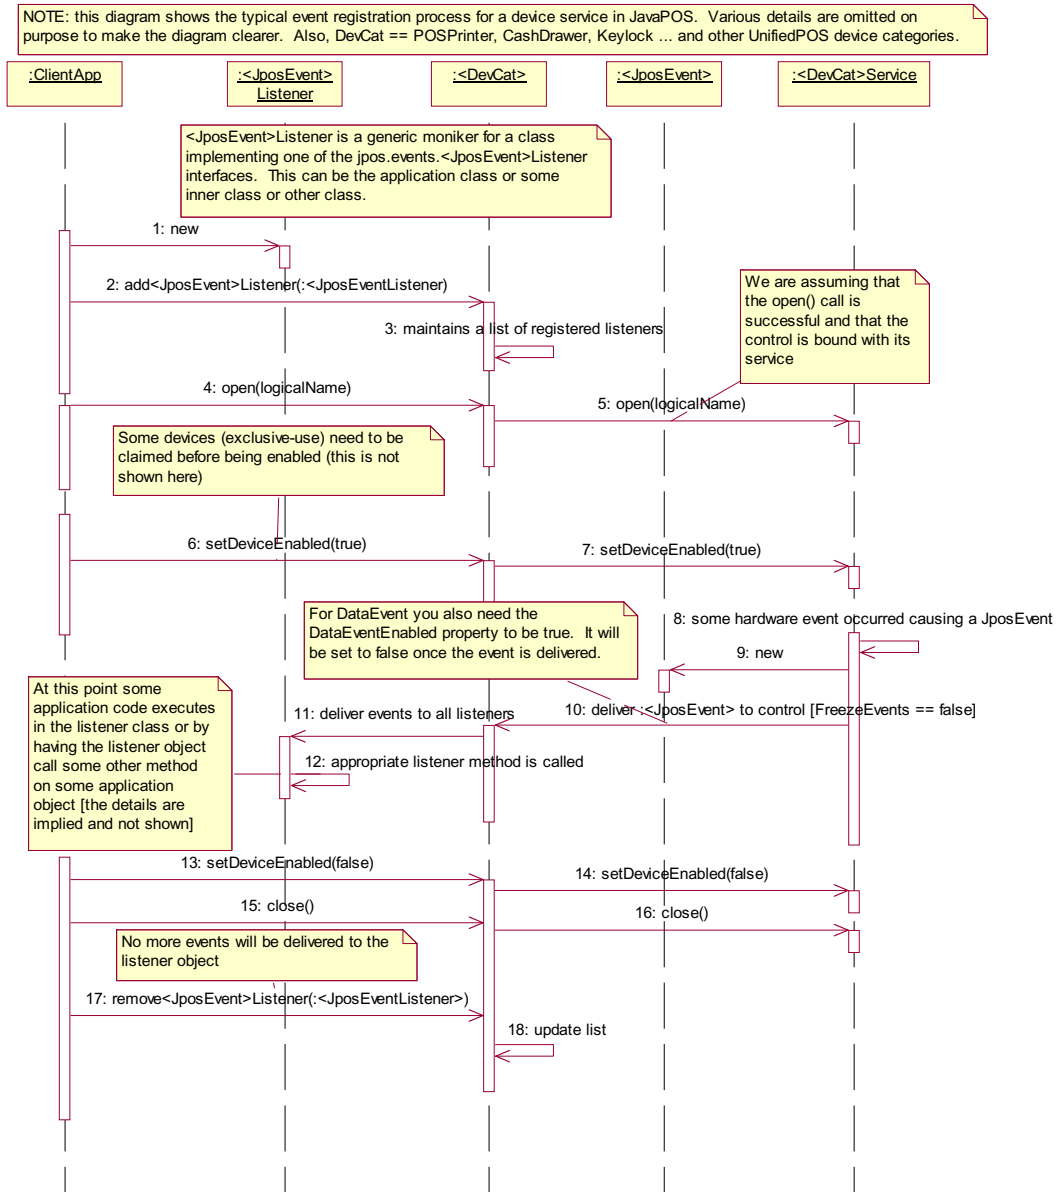 NOTE: this diagram shows the typical event registration process for a device service in JavaPOS. Various details are omitted on
purpose to make the diagram clearer. Also, DevCat == POSPrinter, CashDrawer, Keylock ... and other UnifiedPOS device categories.
:ClientApp
:<JposEvent>
Listener
:<DevCat>
:<JposEvent>
:<DevCat>Service
<JposEvent>Listener is a generic moniker for a class
implementing one of the jpos.events.<JposEvent>Listener
interfaces. This can be the application class or some
inner class or other class.
1: new
2: add<JposEvent>Listener(:<JposEventListener)
3: maintains a list of registered listeners
We are assuming that
the open() call is
successful and that the
control is bound with its
service
4: open(logicalName)
5: open(logicalName)
Some devices (exclusive-use) need to be
claimed before being enabled (this is not
shown here)
6: setDeviceEnabled(true)
7: setDeviceEnabled(true)
For DataEvent you also need the
DataEventEnabled property to be true. It will
be set to false once the event is delivered.
8: some hardware event occurred causing a JposEvent
9: new
10: deliver :<JposEvent> to control [FreezeEvents == false]
11: deliver events to all listeners
12: appropriate listener method is called
At this point some
application code executes
in the listener class or by
having the listener object
call some other method
on some application
object [the details are
implied and not shown]
13: setDeviceEnabled(false)
14: setDeviceEnabled(false)
15: close()
16: close()
No more events will be delivered to the
listener object
17: remove<JposEvent>Listener(:<JposEventListener>)
18: update list